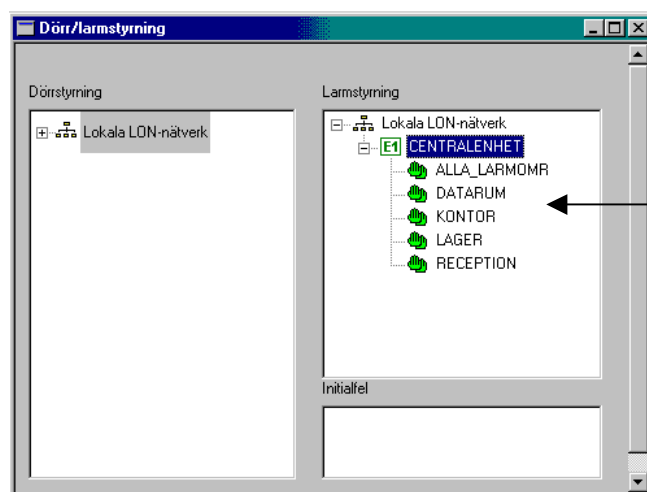 Dörr/larmstyrning
Dörrstyrning
Lokala LON-nätverk
Larmstyrning
Lokala LON-nätverk
E1 CENTRALENHET
ALLA_LARMOMR
DATARUM
KONTOR
LAGER
RECEPTION
Initialfel